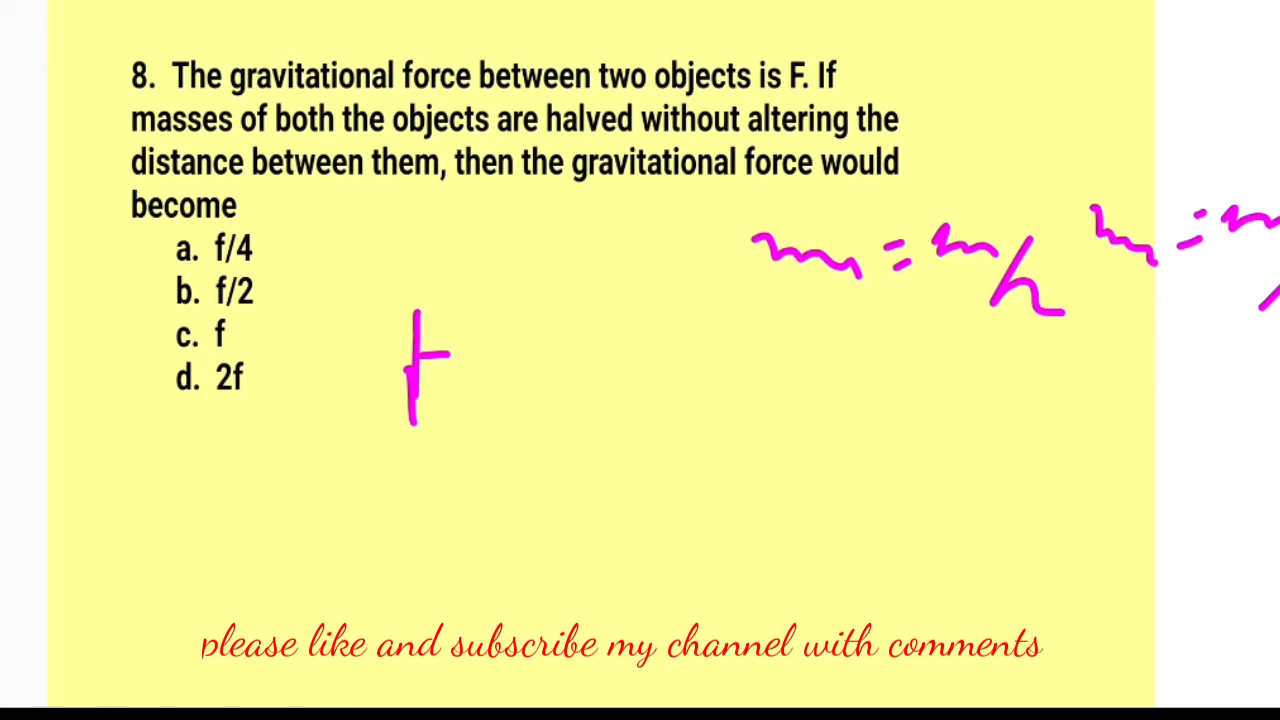 8. The gravitational force between two objects is F. If
masses of both the objects are halved without altering the
distance between them, then the gravitational force would
become
a. f/4
b. f/2
c. f
d. 2f
please like and subscribe my channel with comments